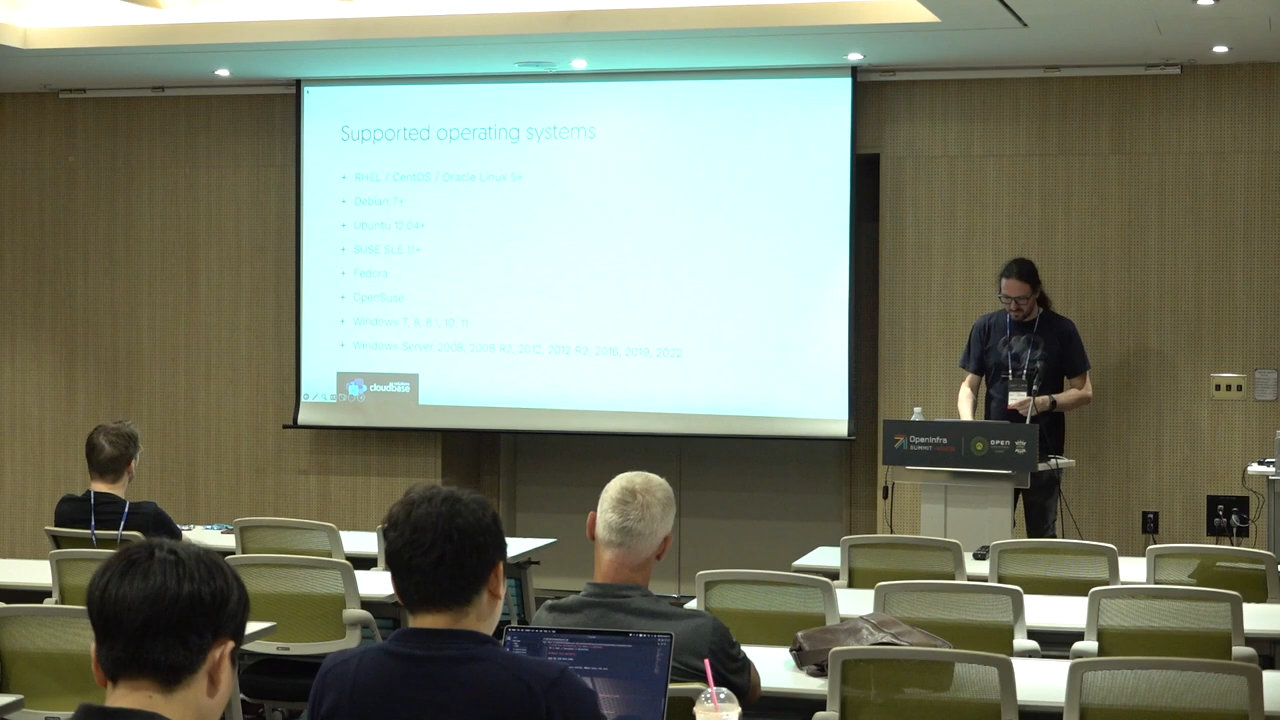 Supported operating systems
RHEL / CentOS / Oracle Linux 5+
Debian 7+
Ubuntu 12.04+
SUSE SLE 11+
Fedora
OpenSuse
Windows 7, 8, 8.1, 10, 11
Windows Server 2008, 2008 R2, 2012, 2012 R2, 2016, 2019, 2022
cloudbase
solutions
OpenInfra
SUMMIT
OPEN